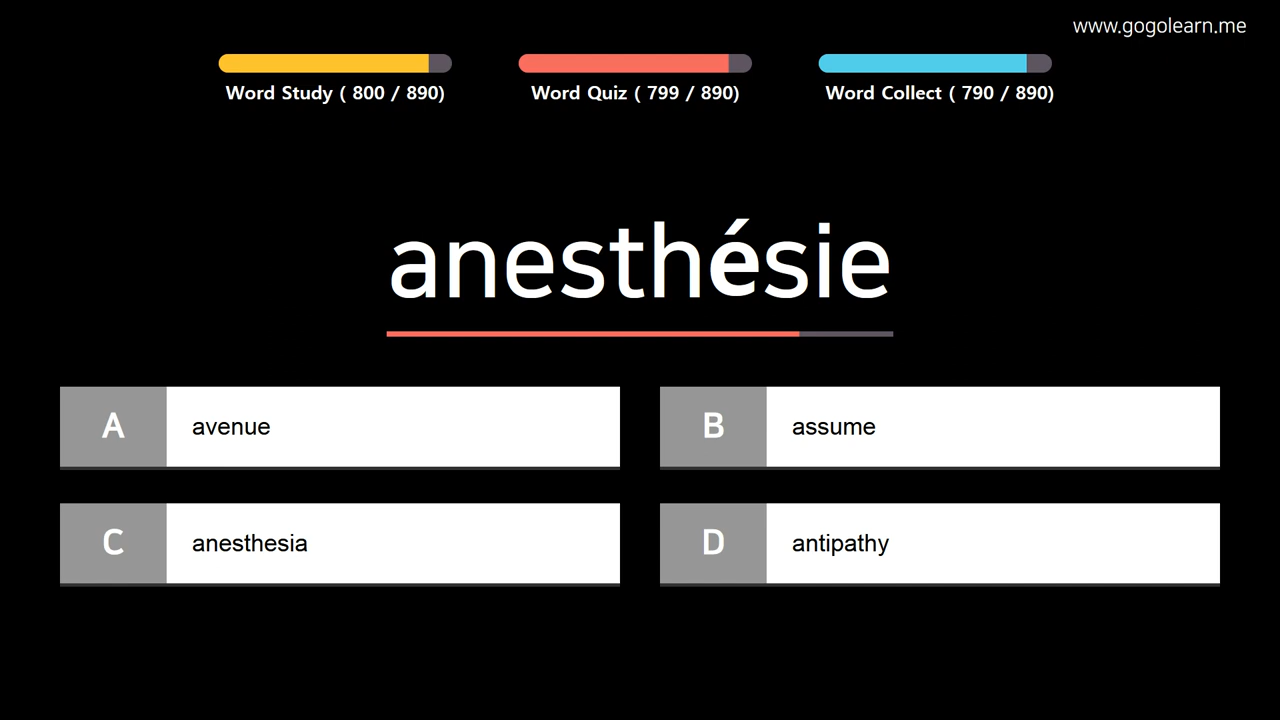 www.gogolearn.me
Word Study ( 800 / 890)
Word Quiz ( 799 / 890)
Word Collect ( 790 / 890)
anesthésie
A avenue
B assume
C anesthesia
D antipathy